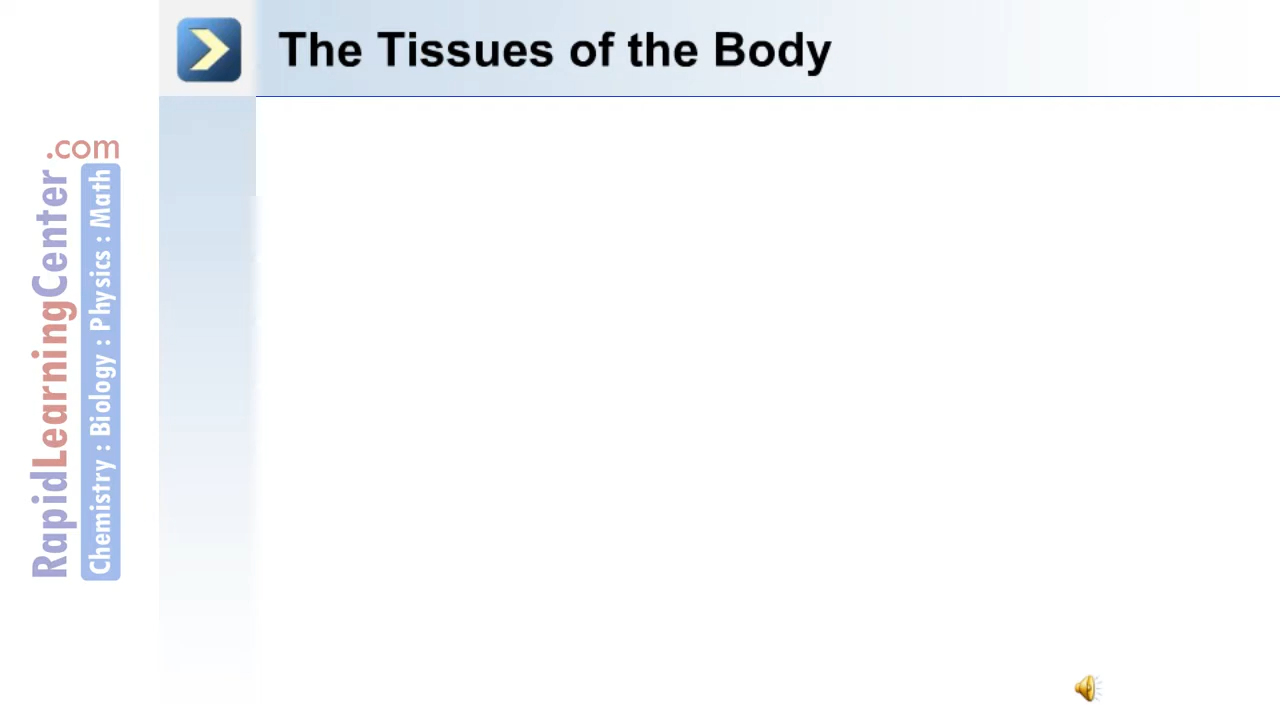 The Tissues of the Body
RapidLearningCenter.com
Chemistry : Biology : Physics : Math